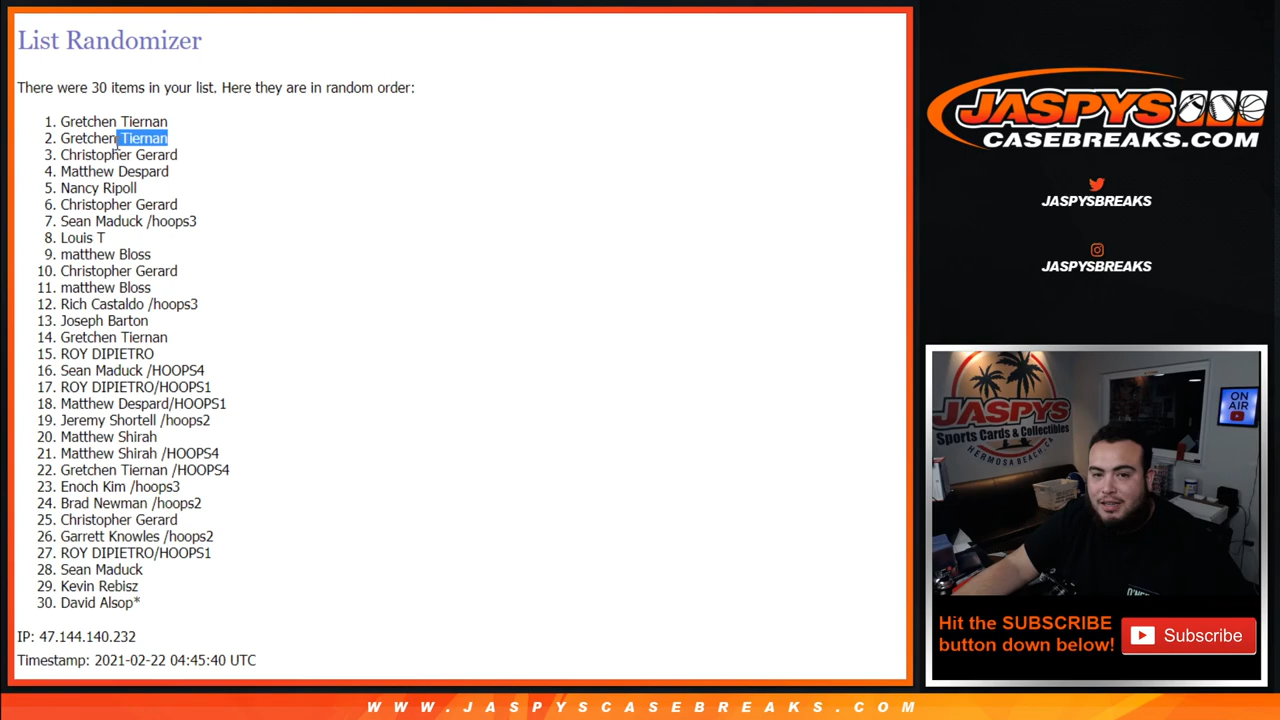 List Randomizer
There were 30 items in your list. Here they are in random order:
1. Gretchen Tiernan
2. Gretchen Tiernan
3. Christopher Gerard
4. Matthew Despard
5. Nancy Ripoll
6. Christopher Gerard
7. Sean Maduck /hoops3
8. Louis T
9. matthew Bloss
10. Christopher Gerard
11. matthew Bloss
12. Rich Castaldo /hoops3
13. Joseph Barton
14. Gretchen Tiernan
15. ROY DIPIETRO
16. Sean Maduck /HOOPS4
17. ROY DIPIETRO/HOOPS1
18. Matthew Despard/HOOPS1
19. Jeremy Shortell /hoops2
20. Matthew Shirah
21. Matthew Shirah /HOOPS4
22. Gretchen Tiernan /HOOPS4
23. Enoch Kim /hoops3
24. Brad Newman /hoops2
25. Christopher Gerard
26. Garrett Knowles /hoops2
27. ROY DIPIETRO/HOOPS1
28. Sean Maduck
29. Kevin Rebisz
30. David Alsop*
IP: 47.144.140.232
Timestamp: 2021-02-22 04:45:40 UTC
JASPYS
CASEBREAKS.COM
JASPYSBREAKS
JASPYSBREAKS
JASPYS
Sports Cards & Collectibles
HERMOSA BEACH, CA
ON
AIR
Hit the SUBSCRIBE
button down below!
Subscribe
WWW.JASPYSCASEBREAKS.COM